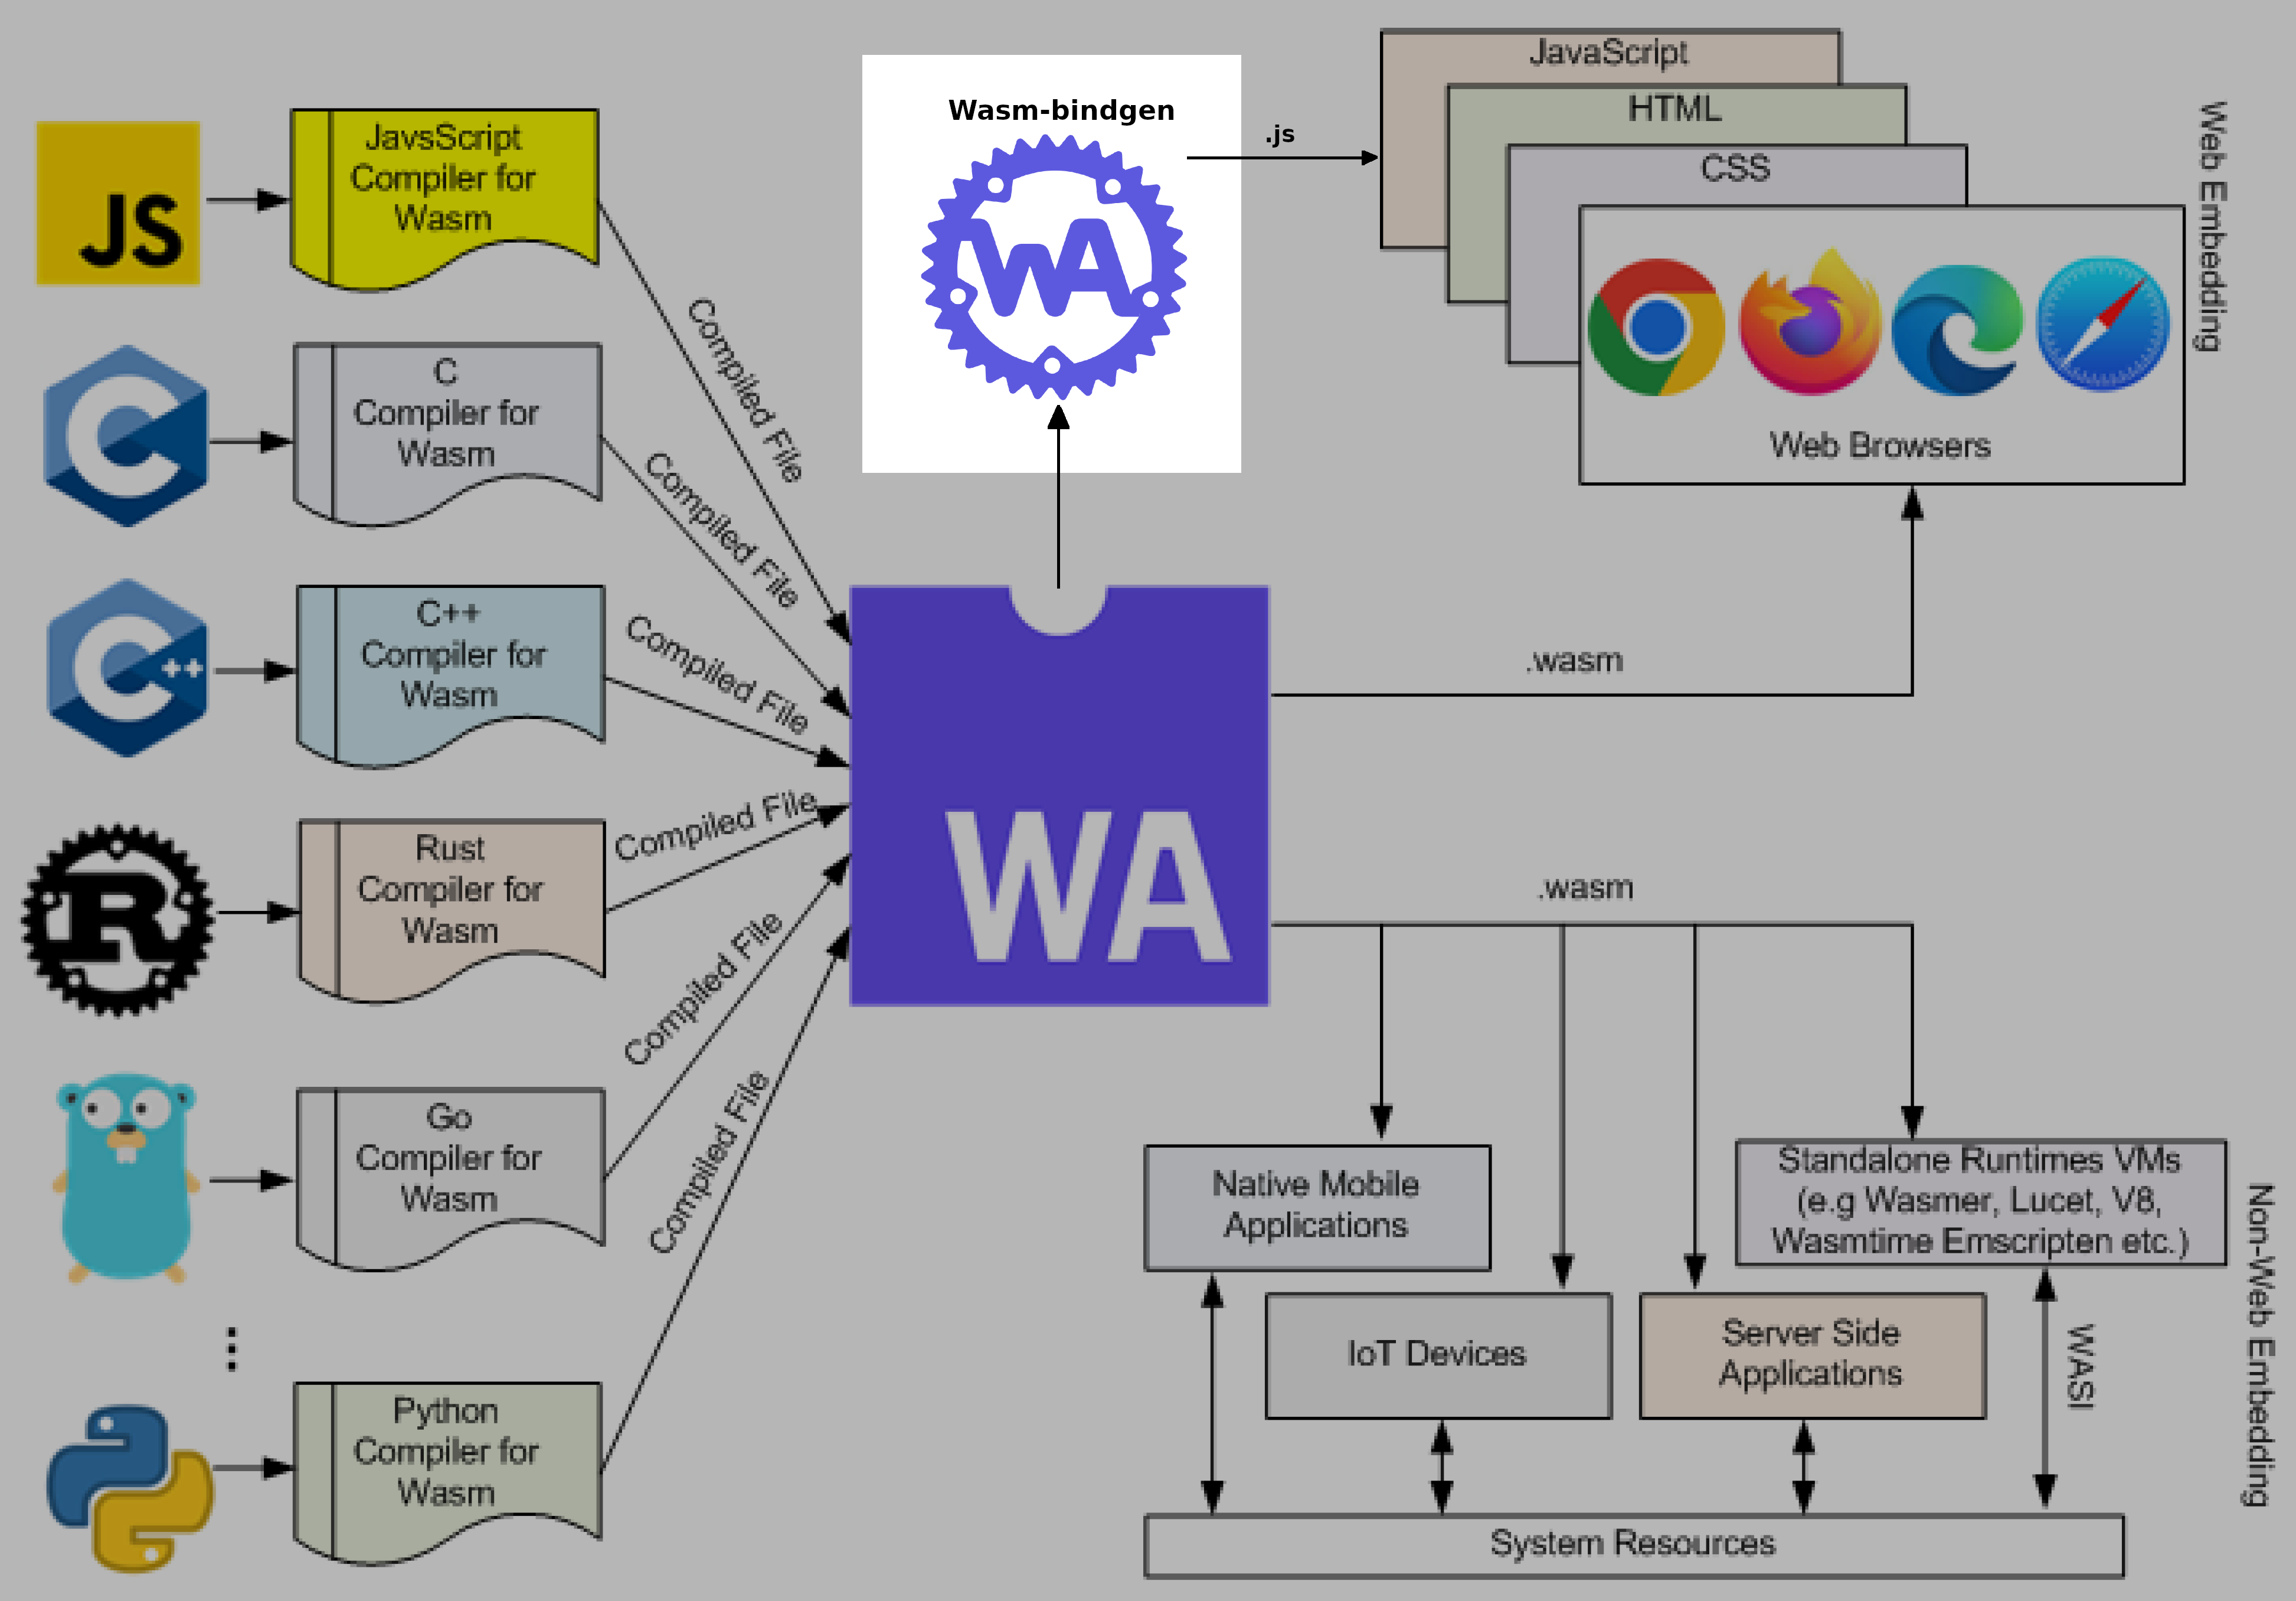 JS
JavsScript
Compiler for
Wasm
C
C
Compiler for
Wasm
C++
C++
Compiler for
Wasm
R
Rust
Compiler for
Wasm
Go
Compiler for
Wasm
Python
Compiler for
Wasm
Compiled File
Compiled File
Compiled File
Compiled File
Compiled File
Compiled File
Wasm-bindgen
WA
WA
.js
JavaScript
HTML
CSS
Web Browsers
Web Embedding
.wasm
.wasm
Native Mobile
Applications
IoT Devices
Server Side
Applications
Standalone Runtimes VMs
(e.g Wasmer, Lucet, V8,
Wasmtime Emscripten etc.)
WASI
System Resources
Non-Web Embedding